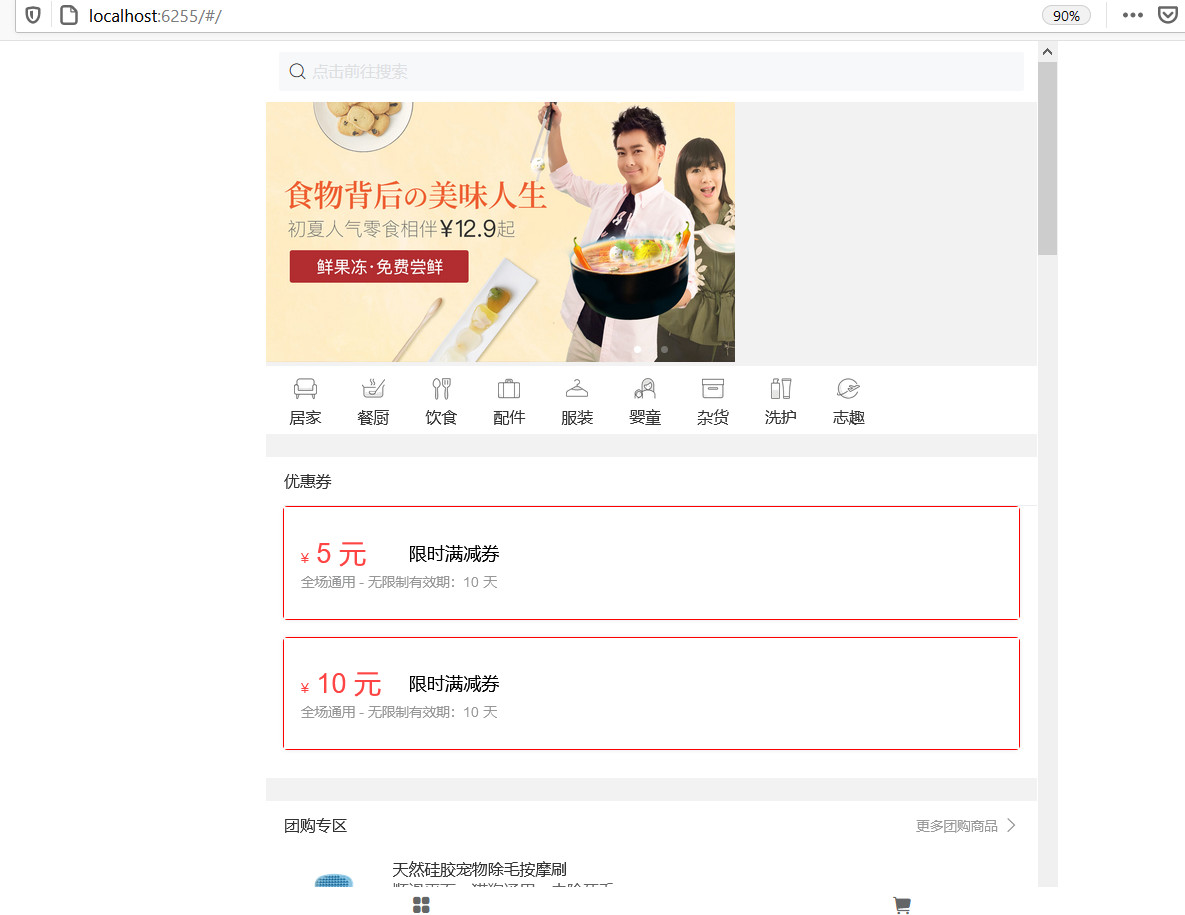 localhost:6255/#/
90%
点击前往搜索
食物背后の美味人生
初夏人气零食相伴¥12.9起
鲜果冻·免费尝鲜
居家 餐厨 饮食 配件 服装 婴童 杂货 洗护 志趣
优惠券
¥ 5 元 限时满减券
全场通用 - 无限制有效期：10 天
¥ 10 元 限时满减券
全场通用 - 无限制有效期：10 天
团购专区 更多团购商品
天然硅胶宠物除毛按摩刷